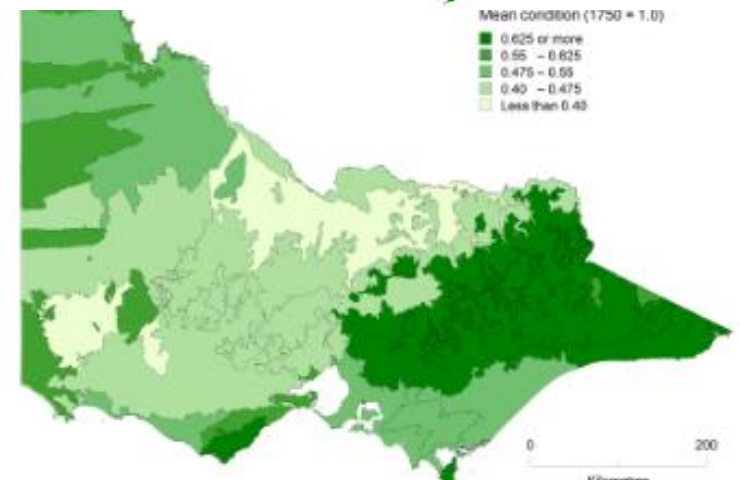 Mean condition (1750 = 1.0)
0.625 or more
0.55 – 0.625
0.475 – 0.55
0.40 – 0.475
Less than 0.40
0 200
Kilometres